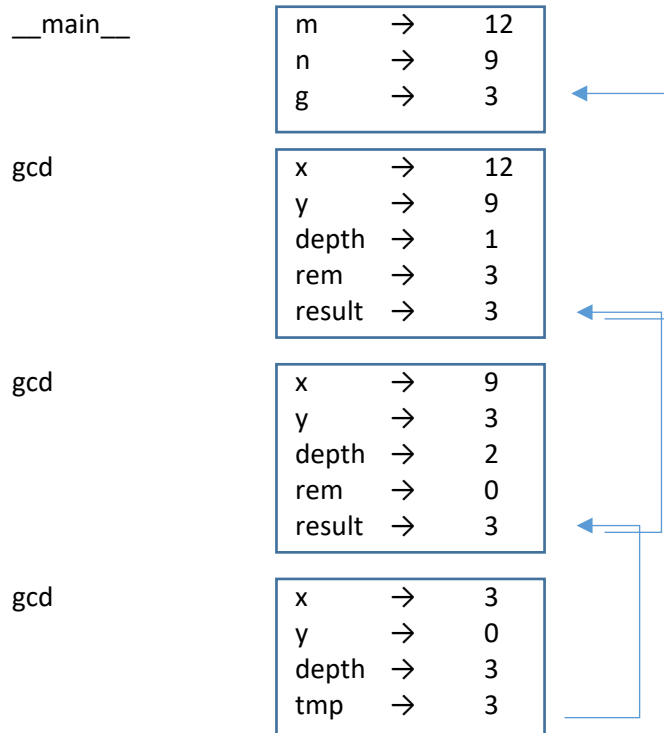 __main__ m → 12
n → 9
g → 3
gcd x → 12
y → 9
depth → 1
rem → 3
result → 3
gcd x → 9
y → 3
depth → 2
rem → 0
result → 3
gcd x → 3
y → 0
depth → 3
tmp → 3